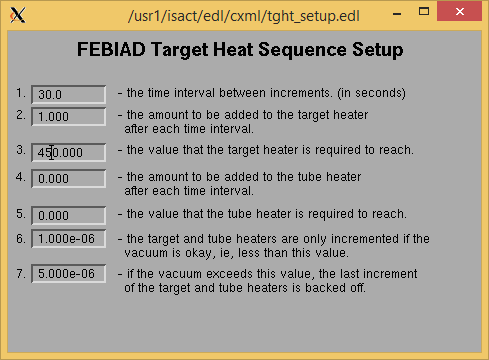 /usr1/isact/edl/cxml/tght_setup.edl
FEBIAD Target Heat Sequence Setup
1. 30.0 - the time interval between increments. (in seconds)
2. 1.000 - the amount to be added to the target heater
after each time interval.
3. 450.000 - the value that the target heater is required to reach.
4. 0.000 - the amount to be added to the tube heater
after each time interval.
5. 0.000 - the value that the tube heater is required to reach.
6. 1.000e-06 - the target and tube heaters are only incremented if the
vacuum is okay, ie, less than this value.
7. 5.000e-06 - if the vacuum exceeds this value, the last increment
of the target and tube heaters is backed off.